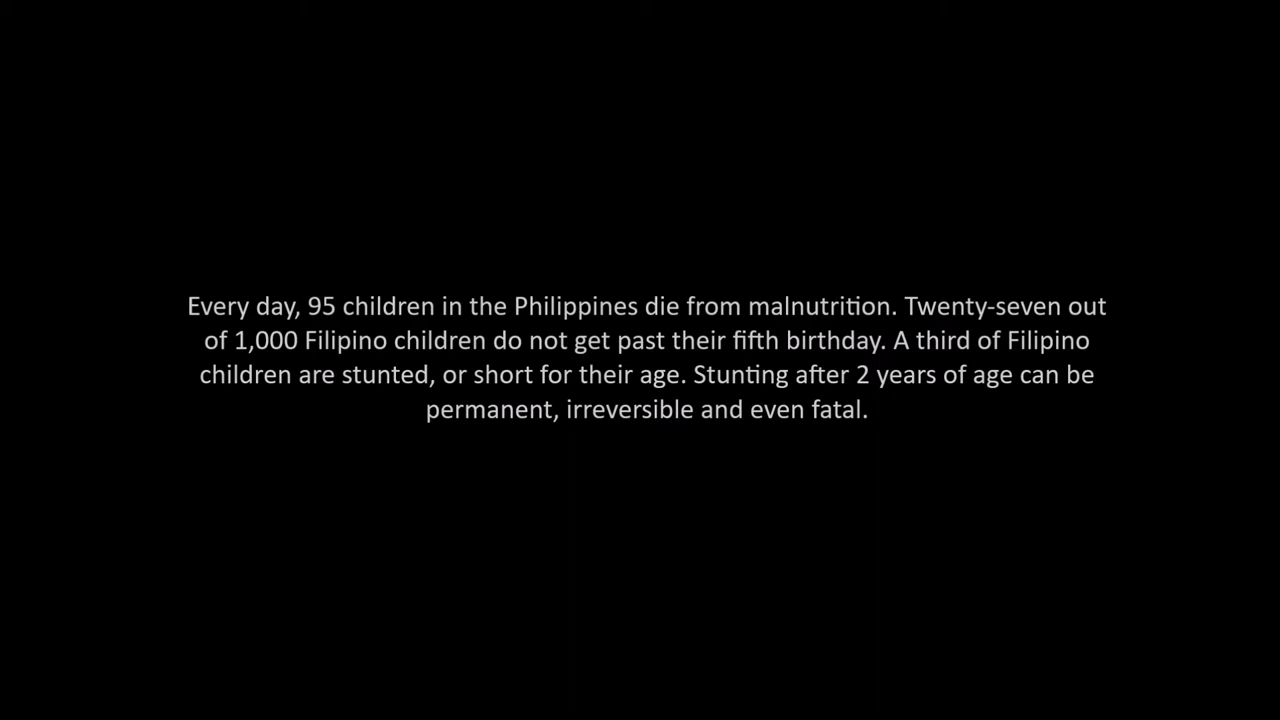 Every day, 95 children in the Philippines die from malnutrition. Twenty-seven out
of 1,000 Filipino children do not get past their fifth birthday. A third of Filipino
children are stunted, or short for their age. Stunting after 2 years of age can be
permanent, irreversible and even fatal.